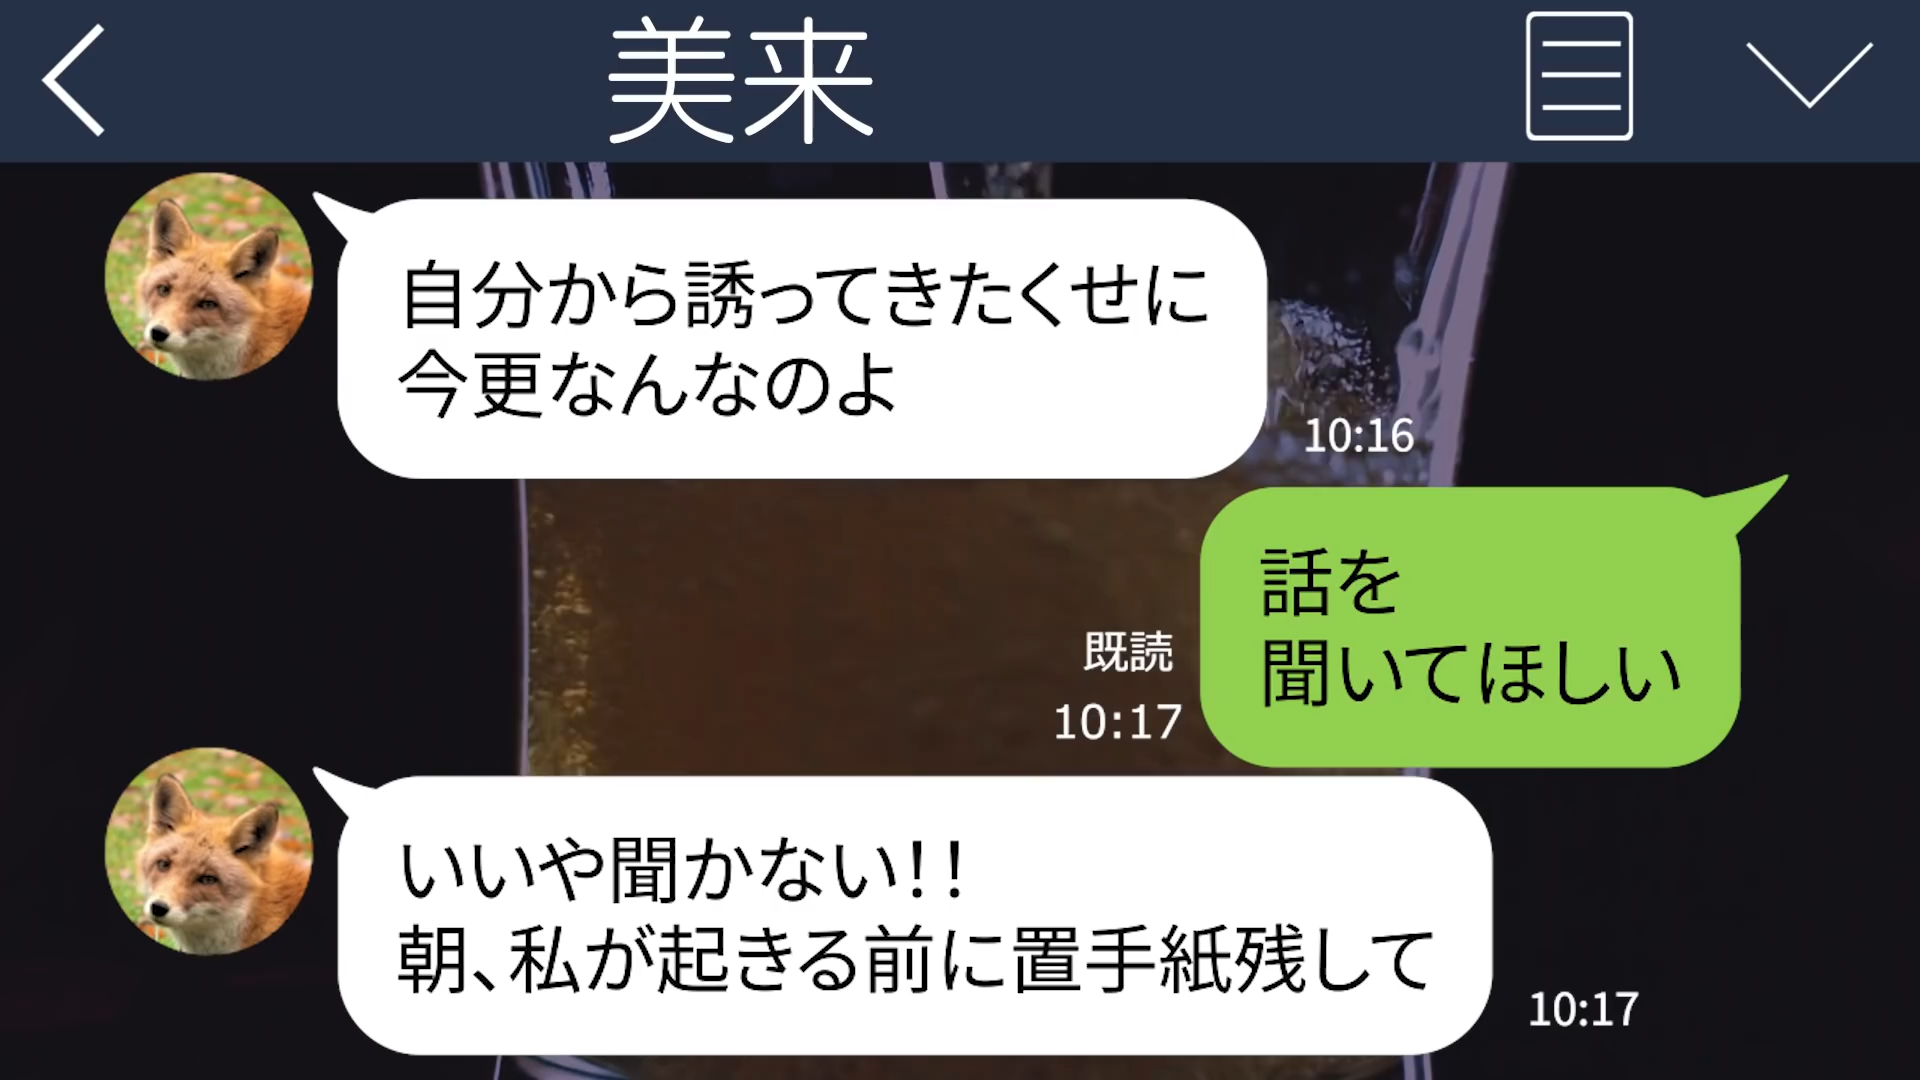 美来
自分から誘ってきたくせに
今更なんなのよ
10:16
話を
聞いてほしい
既読
10:17
いいや聞かない！！
朝、私が起きる前に置手紙残して
10:17